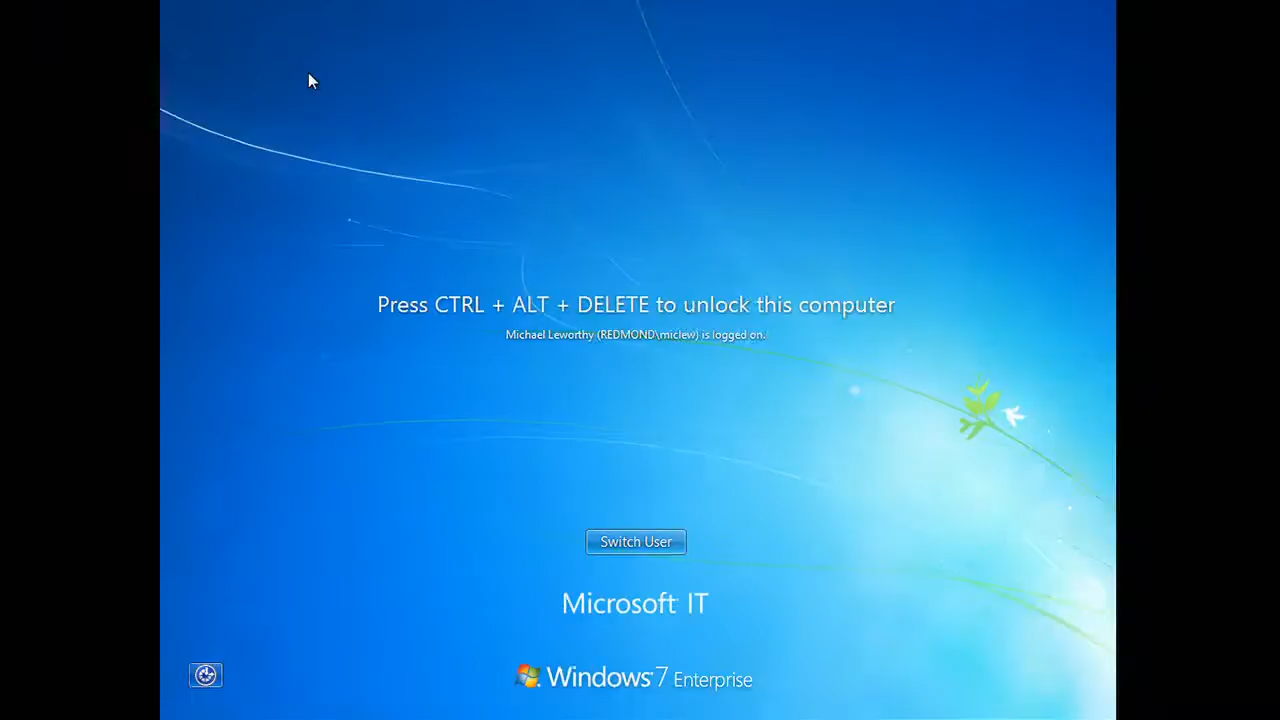 Press CTRL + ALT + DELETE to unlock this computer
Michael Leworthy (REDMOND\miclew) is logged on.
Switch User
Microsoft IT
Windows 7 Enterprise